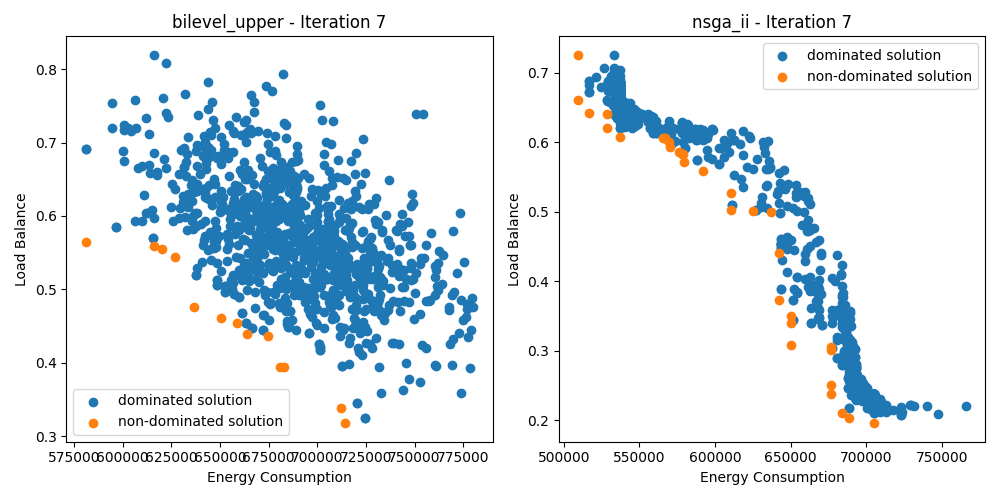 bilevel_upper - Iteration 7
0.8
0.7
0.6
0.5
0.4
0.3
Load Balance
dominated solution
non-dominated solution
575000 600000 625000 650000 675000 700000 725000 750000 775000
Energy Consumption
nsga_ii - Iteration 7
dominated solution
non-dominated solution
0.7
0.6
0.5
0.4
0.3
0.2
Load Balance
500000 550000 600000 650000 700000 750000
Energy Consumption